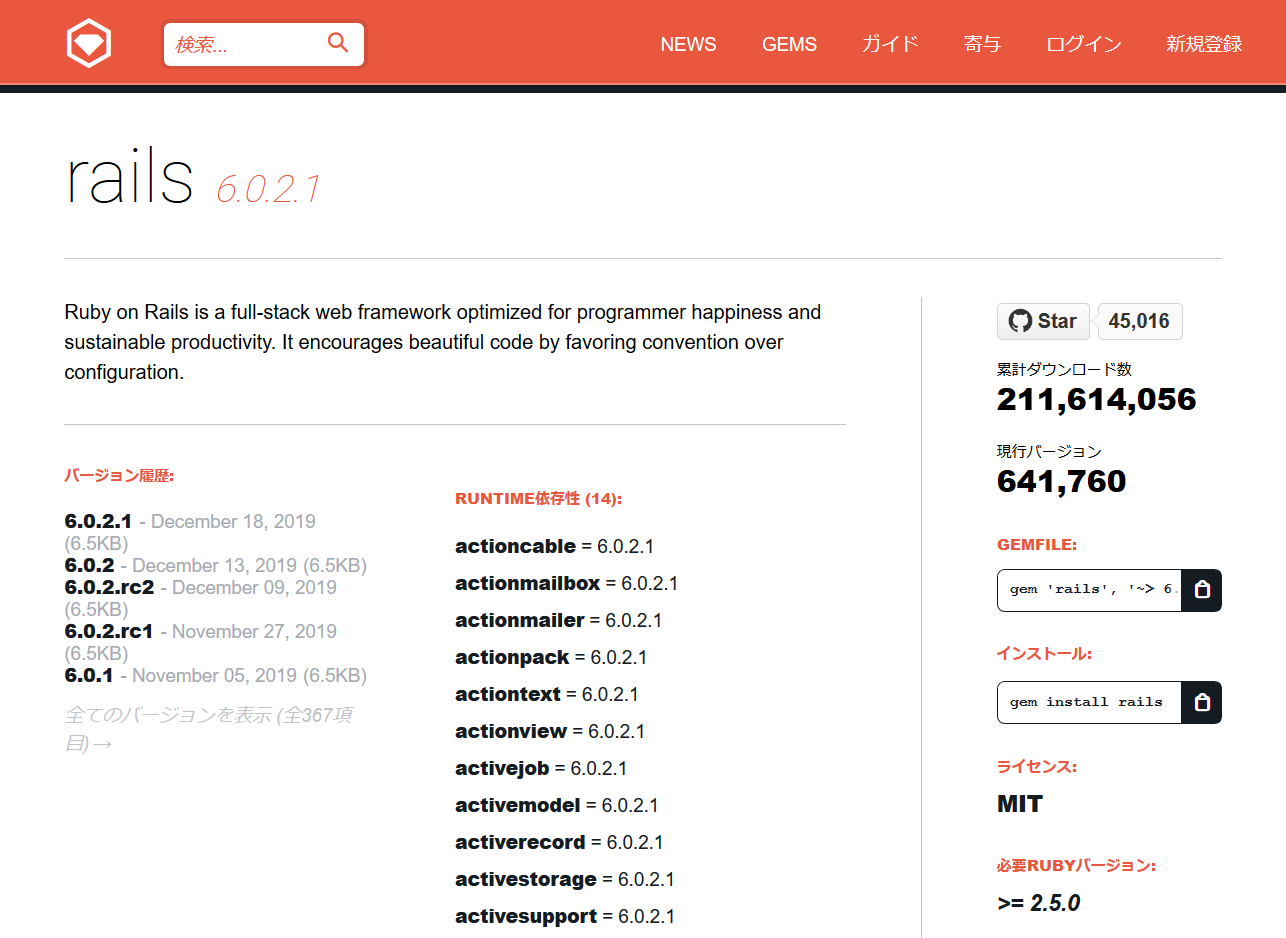 検索...
NEWS
GEMS
ガイド
寄与
ログイン
新規登録
rails 6.0.2.1
Ruby on Rails is a full-stack web framework optimized for programmer happiness and
sustainable productivity. It encourages beautiful code by favoring convention over
configuration.
バージョン履歴:
6.0.2.1 - December 18, 2019
(6.5KB)
6.0.2 - December 13, 2019 (6.5KB)
6.0.2.rc2 - December 09, 2019
(6.5KB)
6.0.2.rc1 - November 27, 2019
(6.5KB)
6.0.1 - November 05, 2019 (6.5KB)
全てのバージョンを表示 (全367項
目) →
RUNTIME依存性 (14):
actioncable = 6.0.2.1
actionmailbox = 6.0.2.1
actionmailer = 6.0.2.1
actionpack = 6.0.2.1
actiontext = 6.0.2.1
actionview = 6.0.2.1
activejob = 6.0.2.1
activemodel = 6.0.2.1
activerecord = 6.0.2.1
activestorage = 6.0.2.1
activesupport = 6.0.2.1
Star 45,016
累計ダウンロード数
211,614,056
現行バージョン
641,760
GEMFILE:
gem 'rails', '~> 6.
インストール:
gem install rails
ライセンス:
MIT
必要RUBYバージョン:
>= 2.5.0